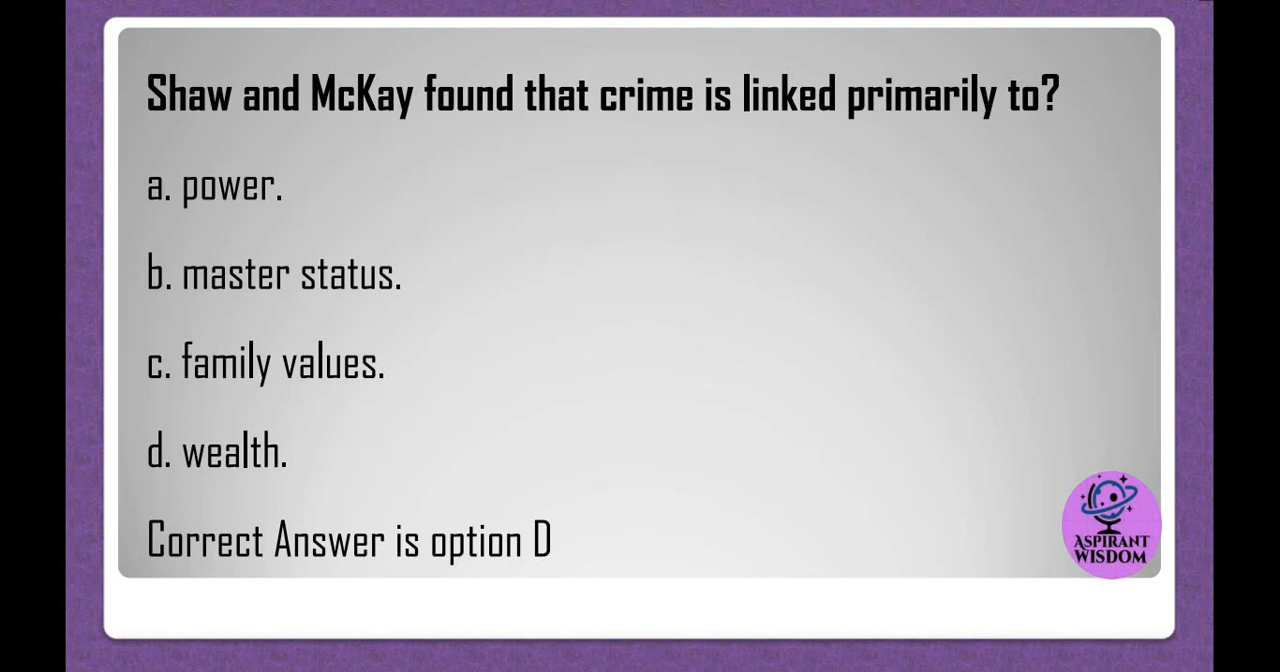 Shaw and McKay found that crime is linked primarily to?
a. power.
b. master status.
c. family values.
d. wealth.
Correct Answer is option D
ASPIRANT
WISDOM